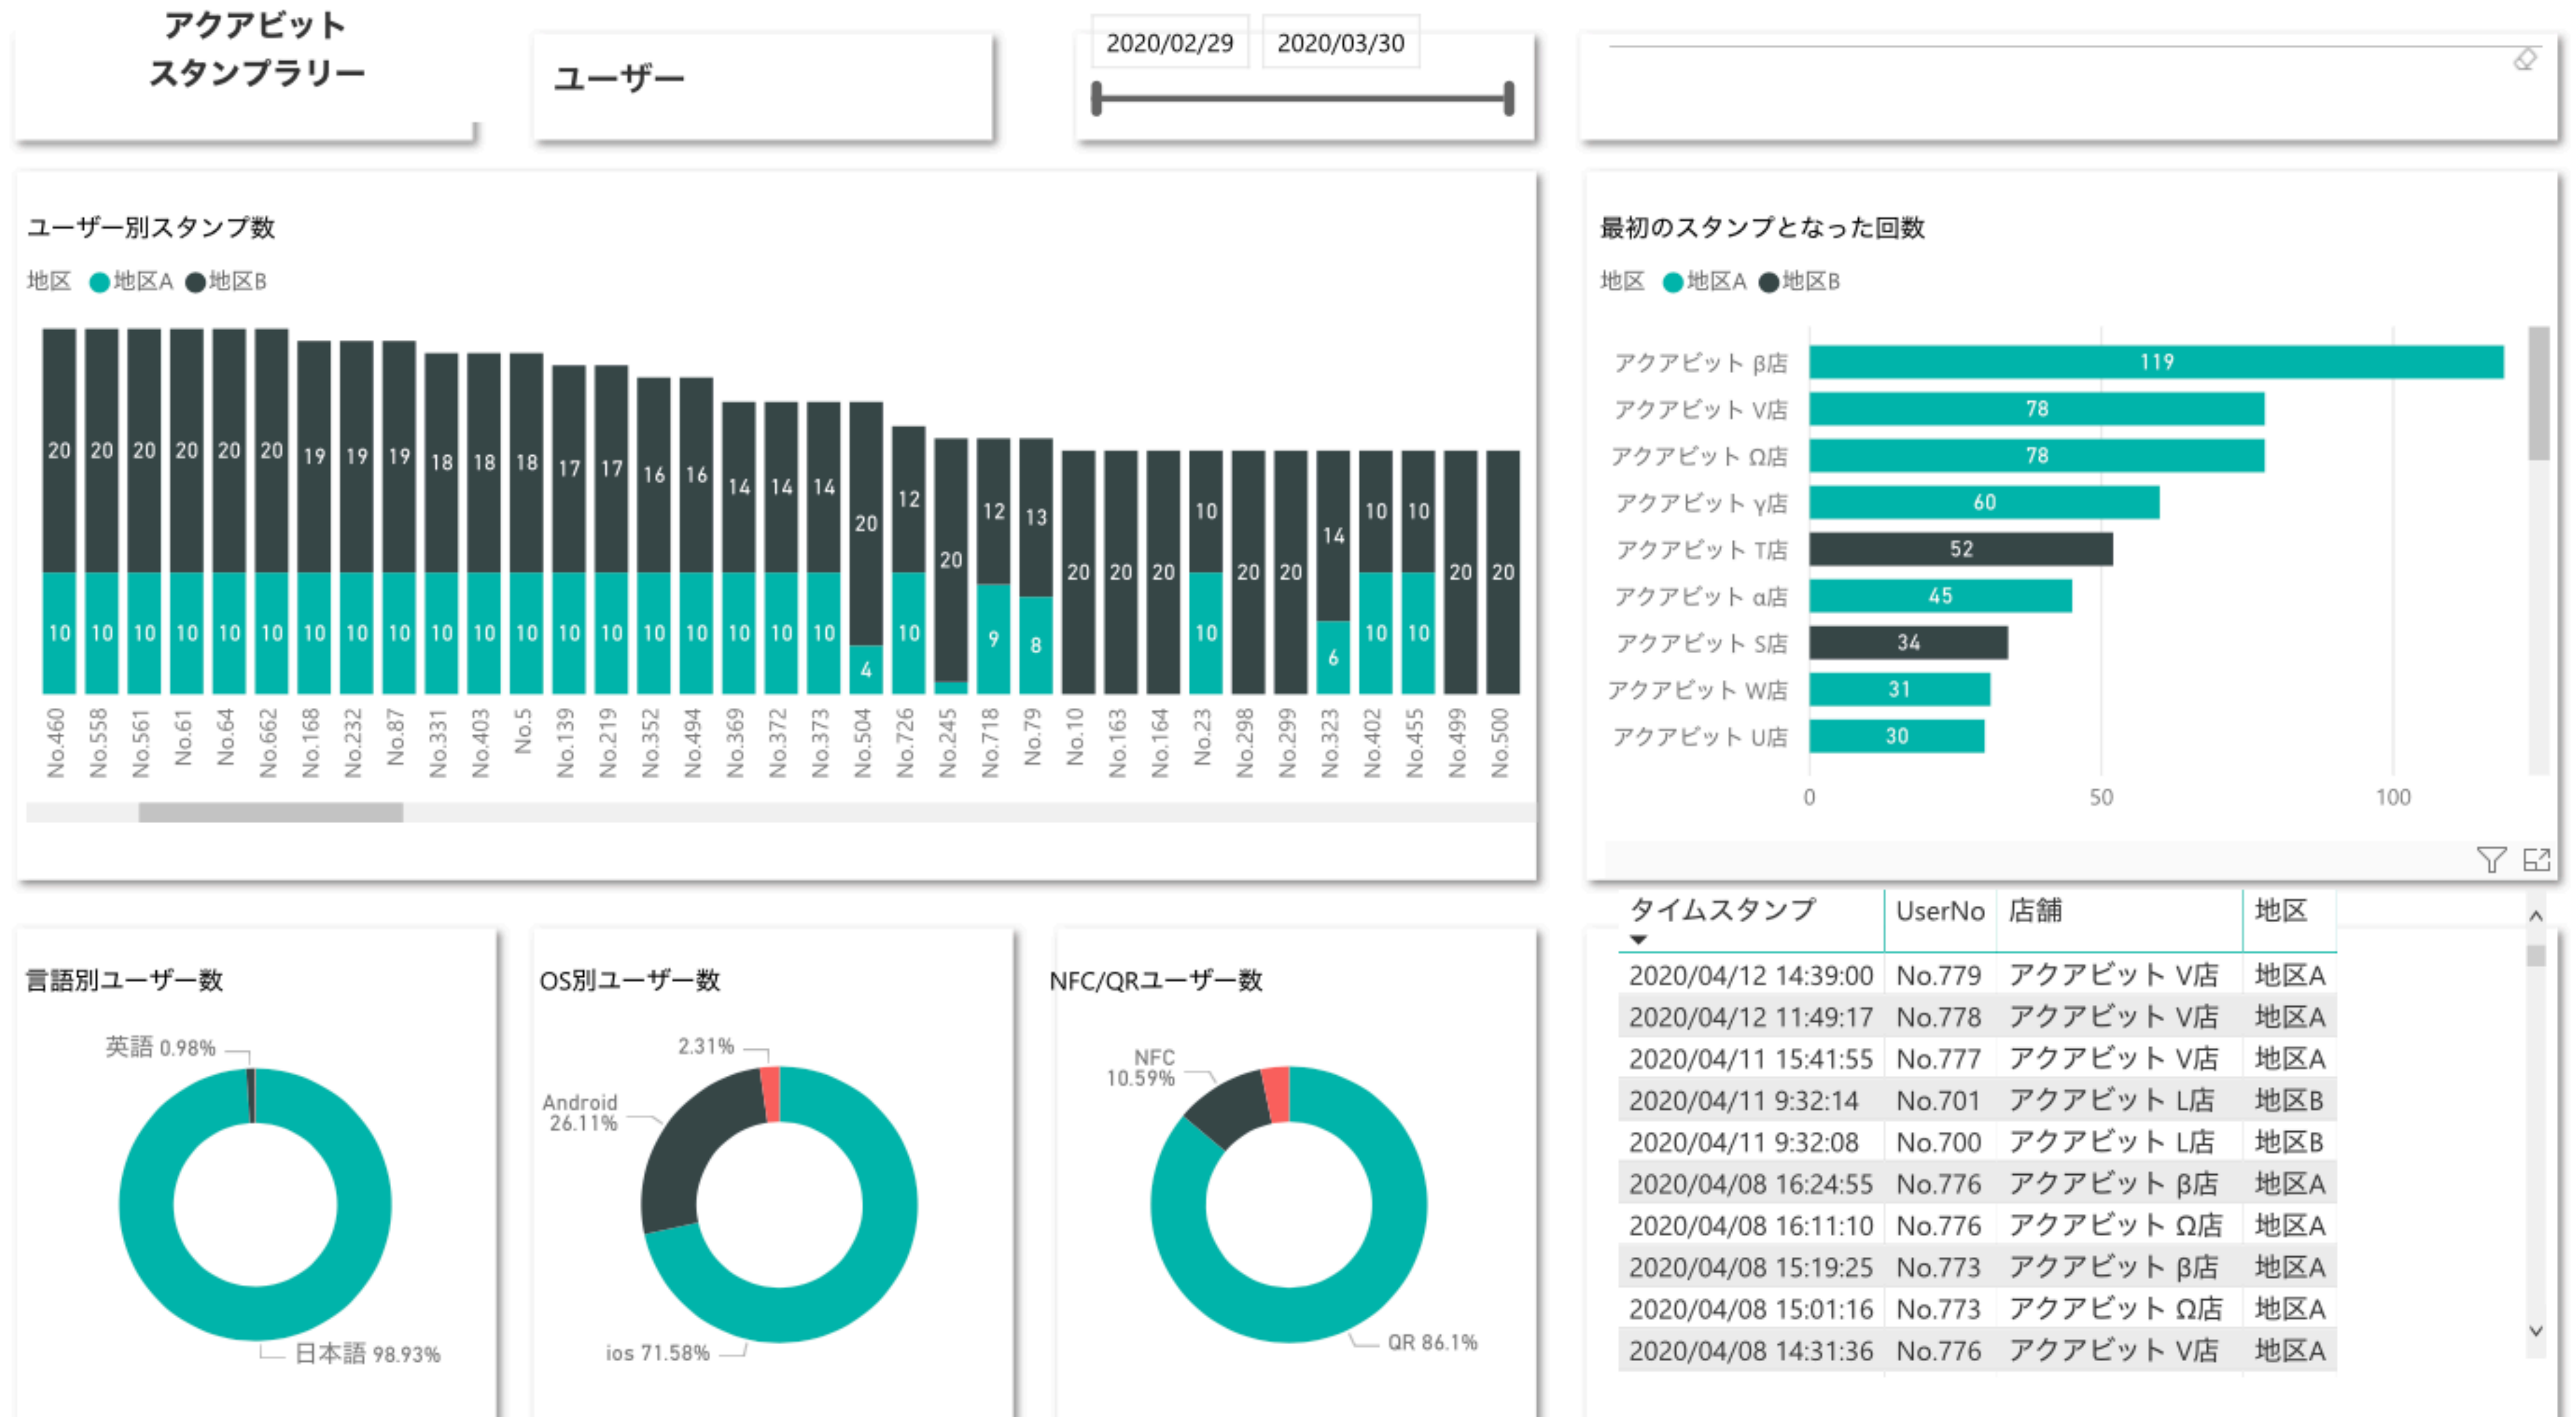 アクアビット
スタンプラリー
ユーザー
2020/02/29 2020/03/30
ユーザー別スタンプ数
地区 地区A 地区B
20 20 20 20 20 20 19 19 19 18 18 18 17 17 16 16 14 14 14 20 12 20 12 13 20 20 20 10 20 20 14 10 10 20 20
10 10 10 10 10 10 10 10 10 10 10 10 10 10 10 10 10 10 10 4 10 9 8 10 6 10 10
No.460 No.558 No.561 No.61 No.64 No.662 No.168 No.232 No.87 No.331 No.403 No.5 No.139 No.219 No.352 No.494 No.369 No.372 No.373 No.504 No.726 No.245 No.718 No.79 No.10 No.163 No.164 No.23 No.298 No.299 No.323 No.402 No.455 No.499 No.500
最初のスタンプとなった回数
地区 地区A 地区B
アクアビット β店 119
アクアビット V店 78
アクアビット Ω店 78
アクアビット γ店 60
アクアビット T店 52
アクアビット α店 45
アクアビット S店 34
アクアビット W店 31
アクアビット U店 30
0 50 100
言語別ユーザー数
英語 0.98%
日本語 98.93%
OS別ユーザー数
2.31%
Android
26.11%
ios 71.58%
NFC/QRユーザー数
NFC
10.59%
QR 86.1%
タイムスタンプ UserNo 店舗 地区
2020/04/12 14:39:00 No.779 アクアビット V店 地区A
2020/04/12 11:49:17 No.778 アクアビット V店 地区A
2020/04/11 15:41:55 No.777 アクアビット V店 地区A
2020/04/11 9:32:14 No.701 アクアビット L店 地区B
2020/04/11 9:32:08 No.700 アクアビット L店 地区B
2020/04/08 16:24:55 No.776 アクアビット β店 地区A
2020/04/08 16:11:10 No.776 アクアビット Ω店 地区A
2020/04/08 15:19:25 No.773 アクアビット β店 地区A
2020/04/08 15:01:16 No.773 アクアビット Ω店 地区A
2020/04/08 14:31:36 No.776 アクアビット V店 地区A